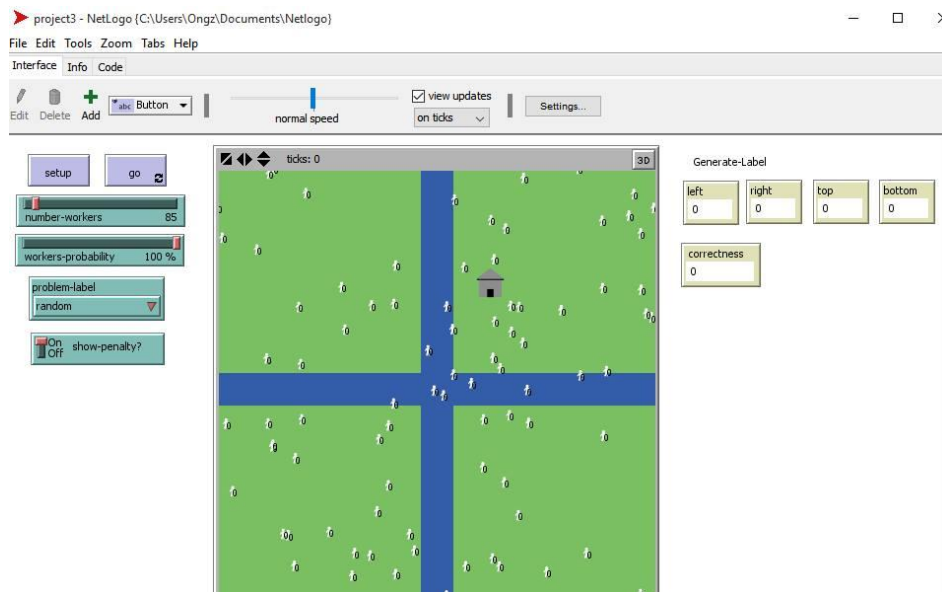 project3 - NetLogo {C:\Users\Ongz\Documents\Netlogo}
File Edit Tools Zoom Tabs Help
Interface Info Code
Edit Delete Add abc Button normal speed view updates on ticks Settings...
setup go ticks: 0 3D Generate-Label
number-workers 85
workers-probability 100 %
problem-label
random
On
Off show-penalty?
left right top bottom
0 0 0 0
correctness
0